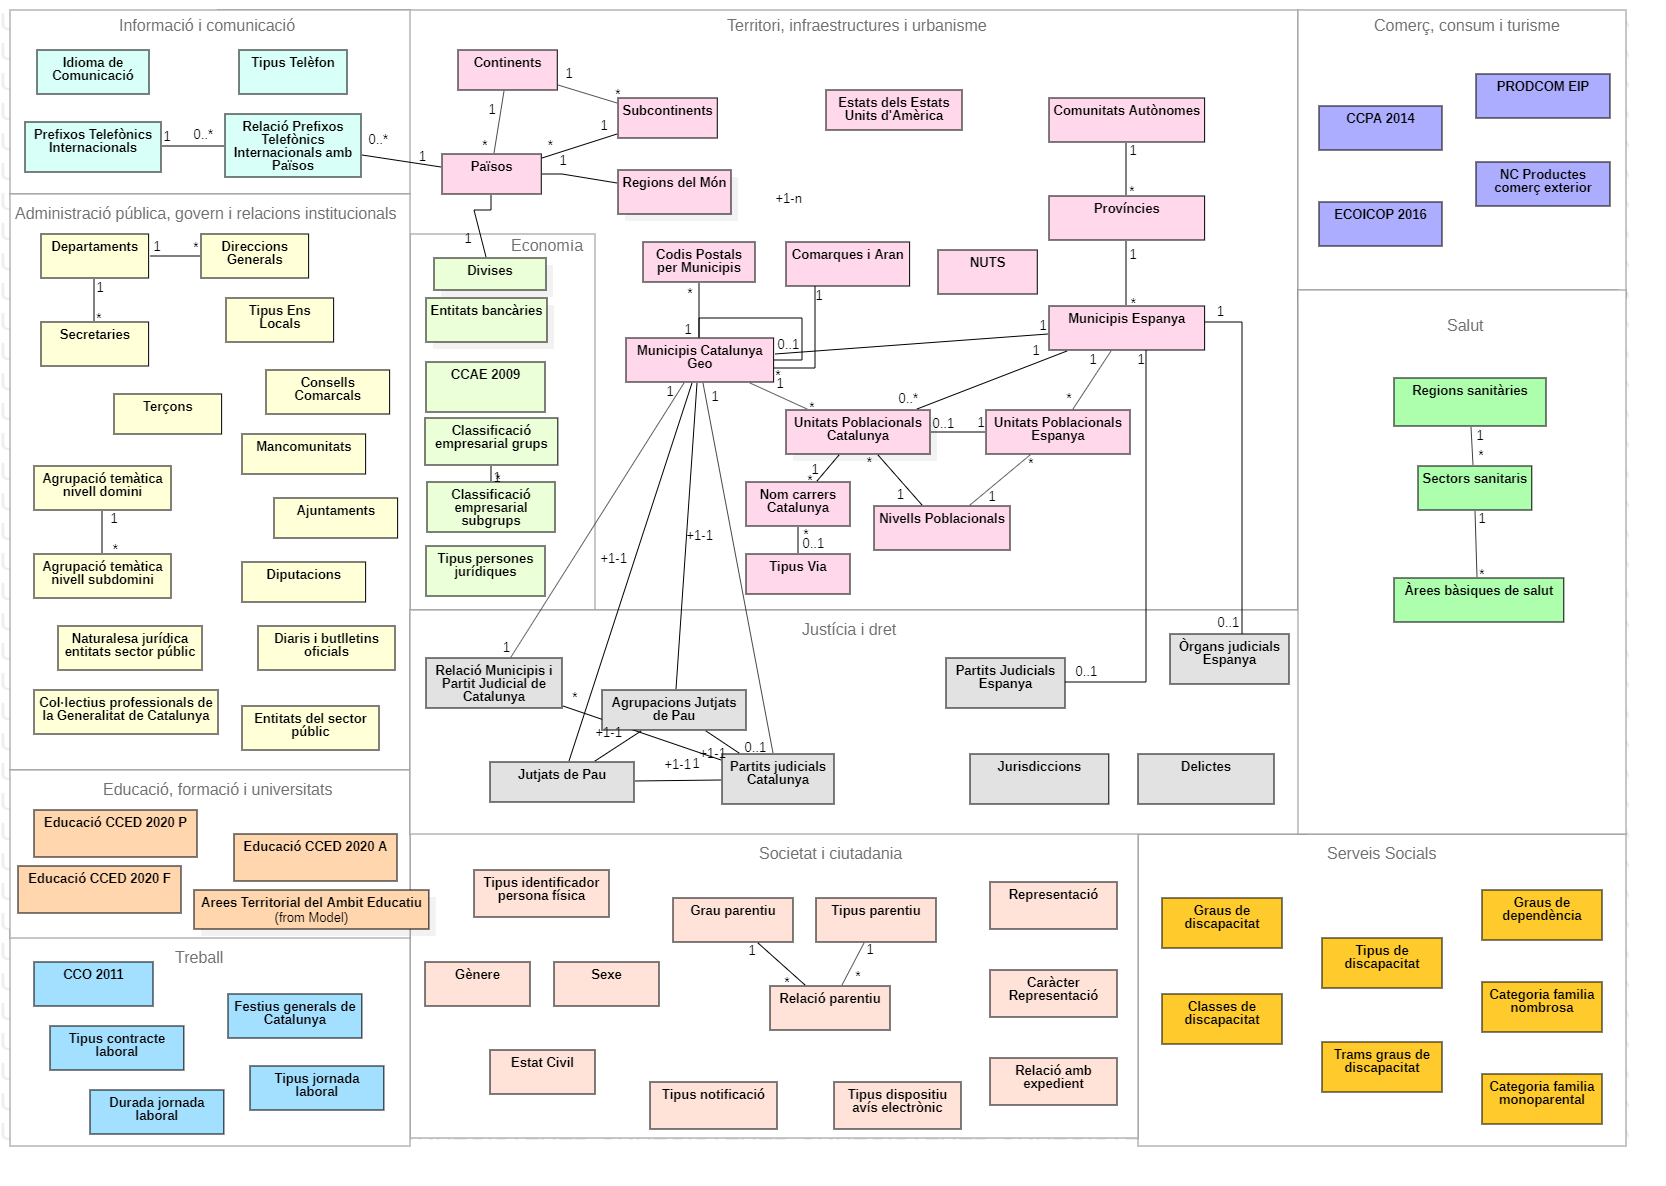 Informació i comunicació
Idioma de
Comunicació
Tipus Telèfon
Prefixos Telefònics
Internacionals
1
0..*
Relació Prefixos
Telefònics
Internacionals amb
Països
0..*
1
Territori, infraestructures i urbanisme
Continents
1
*
1
*
Subcontinents
1
*
Països
1
Regions del Món
+1-n
Estats dels Estats
Units d'Amèrica
Comunitats Autònomes
1
*
Províncies
1
*
Codis Postals
per Municipis
*
1
Comarques i Aran
1
*
NUTS
Municipis Espanya
1
1
1
1
1
Municipis Catalunya
Geo
0..1
1
1
1
*
0..*
*
Unitats Poblacionals
Catalunya
0..1
1
Unitats Poblacionals
Espanya
1
*
*
1
*
1
Nom carrers
Catalunya
*
0..1
Tipus Via
Nivells Poblacionals
Comerç, consum i turisme
PRODCOM EIP
CCPA 2014
NC Productes
comerç exterior
ECOICOP 2016
Administració pública, govern i relacions institucionals
Departaments
1
*
Direccions
Generals
1
*
Secretaries
Tipus Ens
Locals
Consells
Comarcals
Terçons
Mancomunitats
Agrupació temàtica
nivell domini
1
*
Ajuntaments
Agrupació temàtica
nivell subdomini
Diputacions
Naturalesa jurídica
entitats sector públic
Diaris i butlletins
oficials
Col·lectius professionals de
la Generalitat de Catalunya
Entitats del sector
públic
Economia
1
Divises
Entitats bancàries
CCAE 2009
Classificació
empresarial grups
1
*
Classificació
empresarial
subgrups
Tipus persones
jurídiques
Salut
Regions sanitàries
1
*
Sectors sanitaris
1
*
Àrees bàsiques de salut
Justícia i dret
+1-1
+1-1
1
Relació Municipis i
Partit Judicial de
Catalunya
*
Agrupacions Jutjats
de Pau
+1-1
+1-1
0..1
Jutjats de Pau
+1-1
1
Partits judicials
Catalunya
Partits Judicials
Espanya
0..1
0..1
Òrgans judicials
Espanya
Jurisdiccions
Delictes
Educació, formació i universitats
Educació CCED 2020 P
Educació CCED 2020 A
Educació CCED 2020 F
Arees Territorial del Ambit Educatiu
(from Model)
Treball
CCO 2011
Festius generals de
Catalunya
Tipus contracte
laboral
Tipus jornada
laboral
Durada jornada
laboral
Societat i ciutadania
Tipus identificador
persona física
Grau parentiu
Tipus parentiu
1
1
*
*
Relació parentiu
Representació
Gènere
Sexe
Caràcter
Representació
Estat Civil
Relació amb
expedient
Tipus notificació
Tipus dispositiu
avís electrònic
Serveis Socials
Graus de
discapacitat
Graus de
dependència
Tipus de
discapacitat
Classes de
discapacitat
Categoria familia
nombrosa
Trams graus de
discapacitat
Categoria familia
monoparental